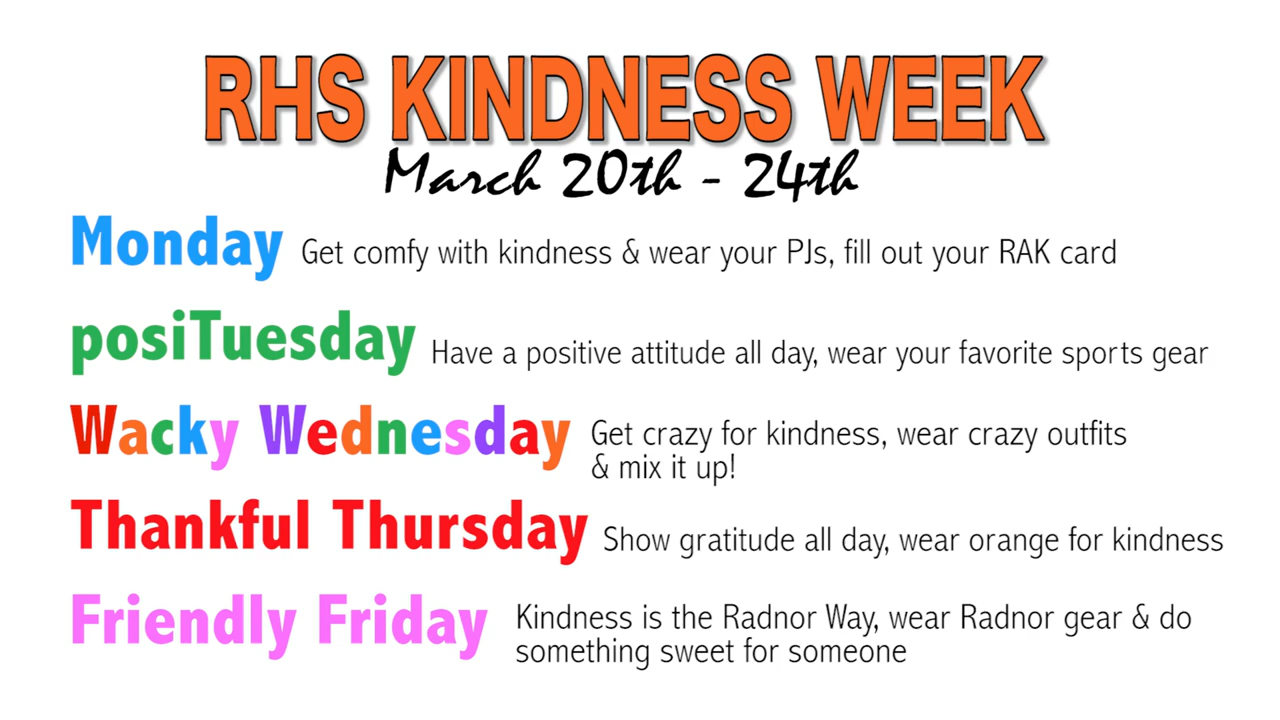 RHS KINDNESS WEEK
March 20th - 24th
Monday Get comfy with kindness & wear your PJs, fill out your RAK card
posiTuesday Have a positive attitude all day, wear your favorite sports gear
Wacky Wednesday Get crazy for kindness, wear crazy outfits
& mix it up!
Thankful Thursday Show gratitude all day, wear orange for kindness
Friendly Friday Kindness is the Radnor Way, wear Radnor gear & do
something sweet for someone